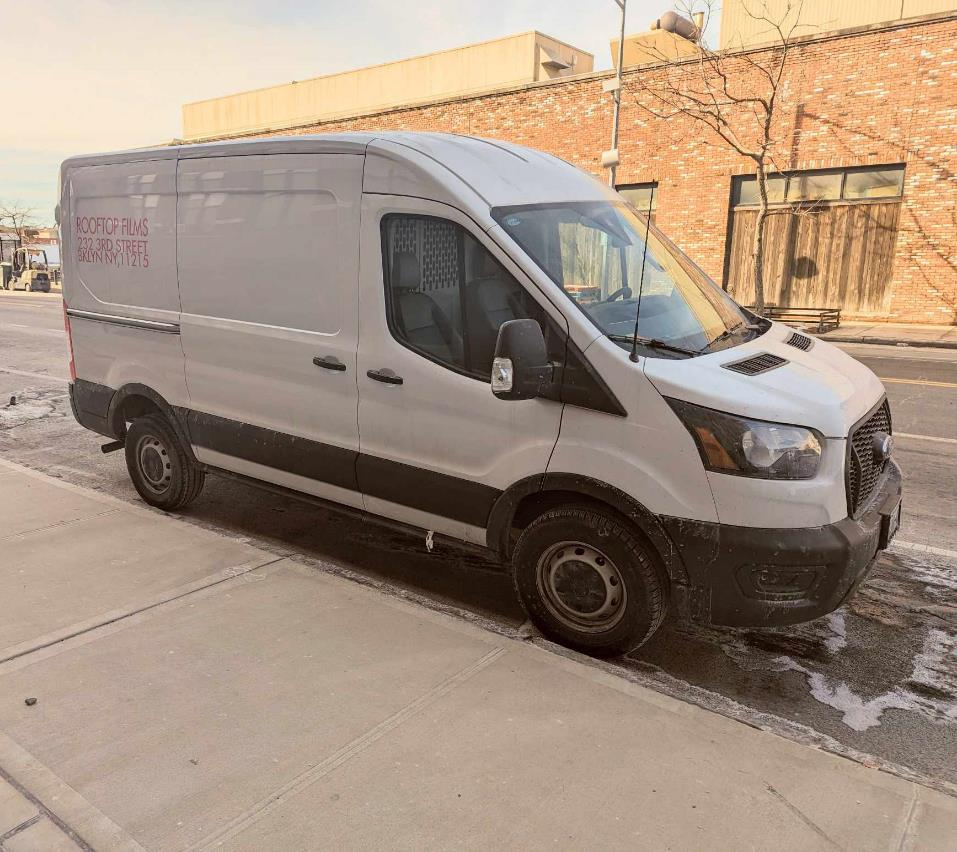 ROOFTOP FILMS
232 3RD STREET
BKLYN NY, 11215